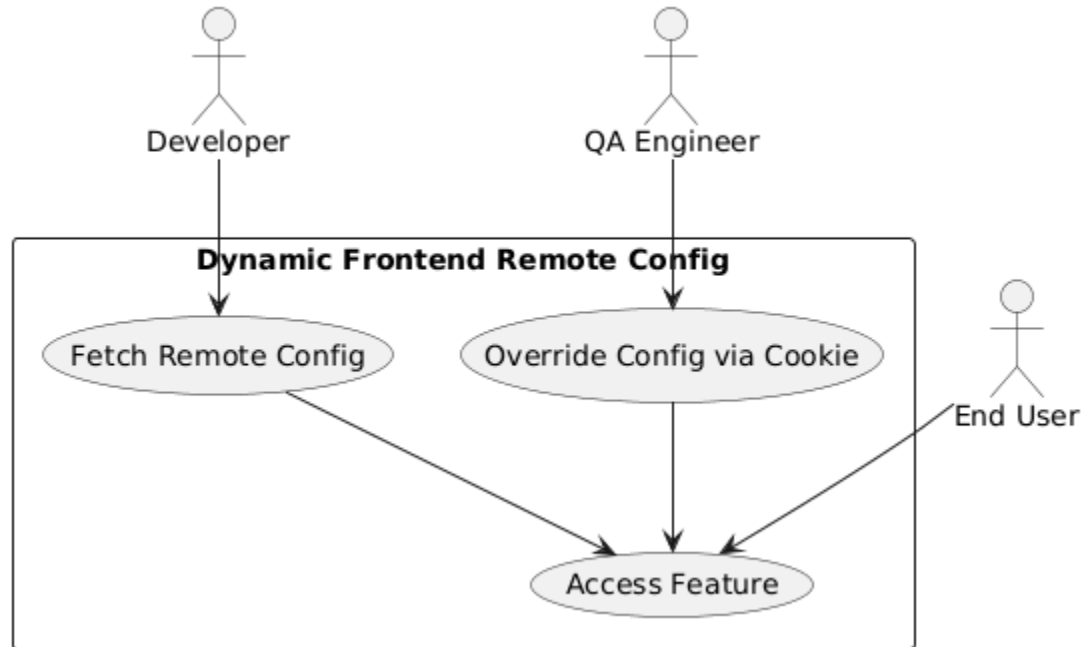 Developer
QA Engineer
Dynamic Frontend Remote Config
Fetch Remote Config
Override Config via Cookie
End User
Access Feature